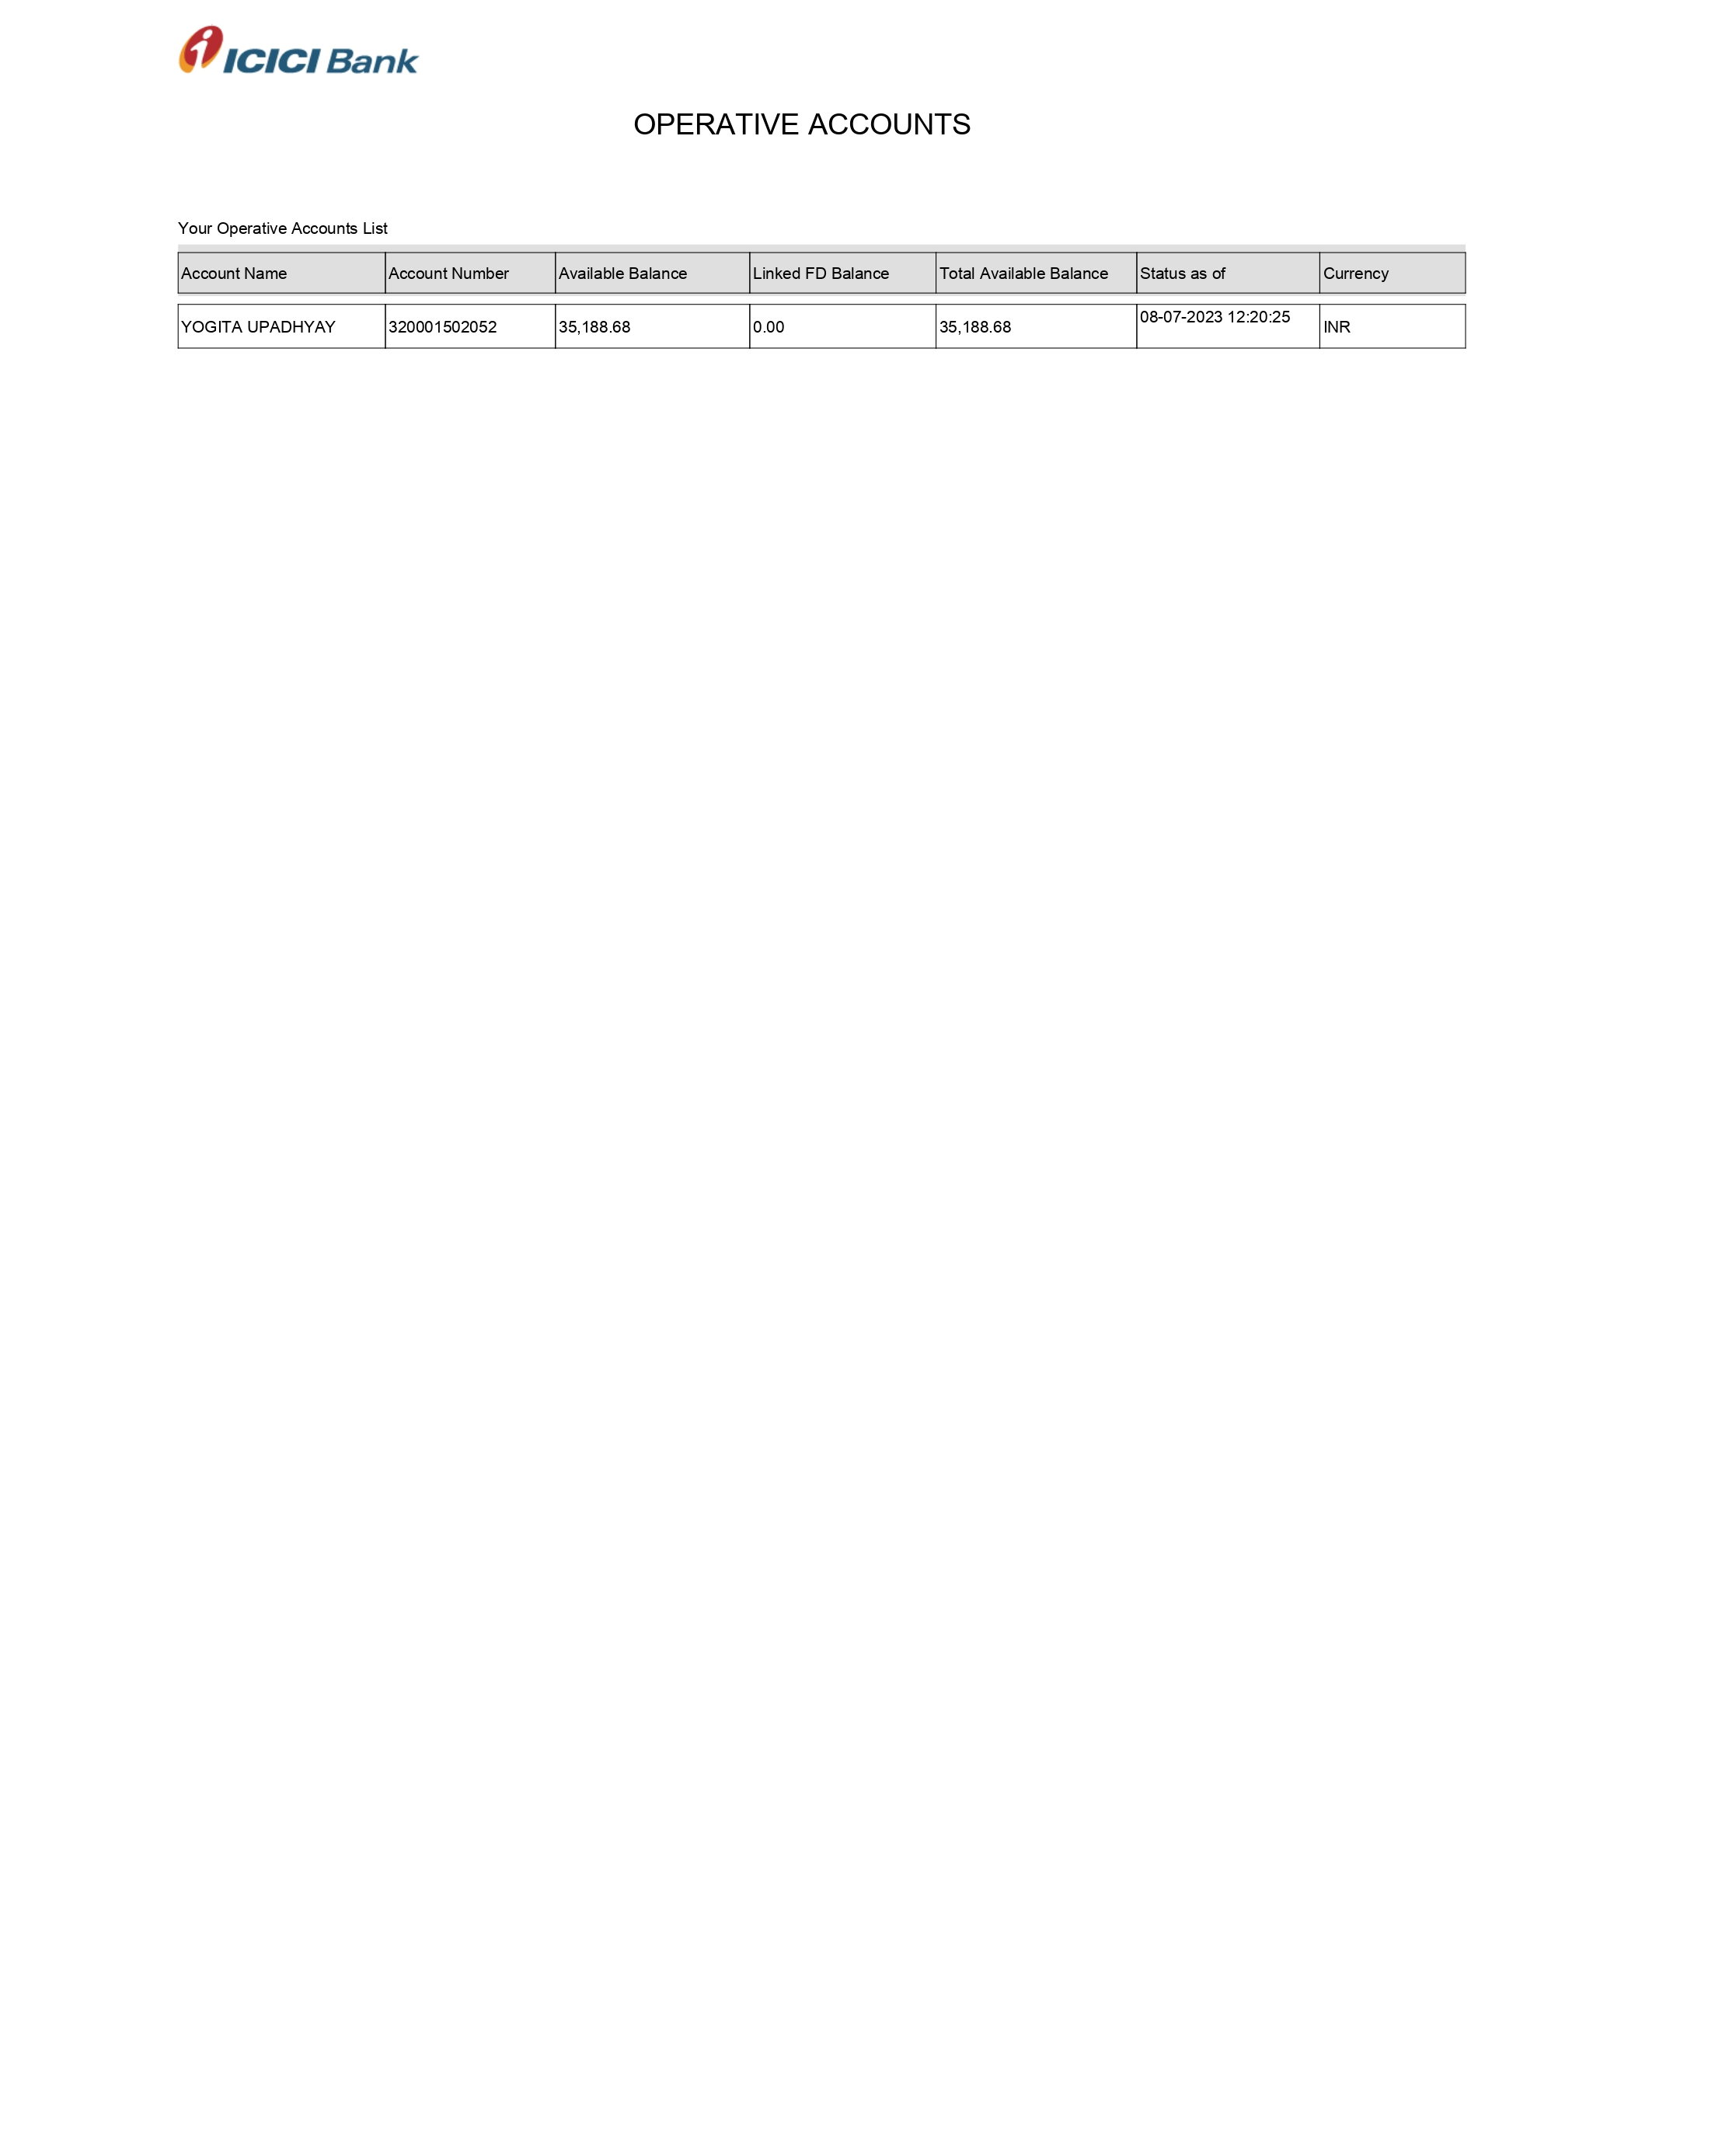 ICICI Bank
OPERATIVE ACCOUNTS
Your Operative Accounts List
Account Name Account Number Available Balance Linked FD Balance Total Available Balance Status as of Currency
YOGITA UPADHYAY 320001502052 35,188.68 0.00 35,188.68 08-07-2023 12:20:25 INR